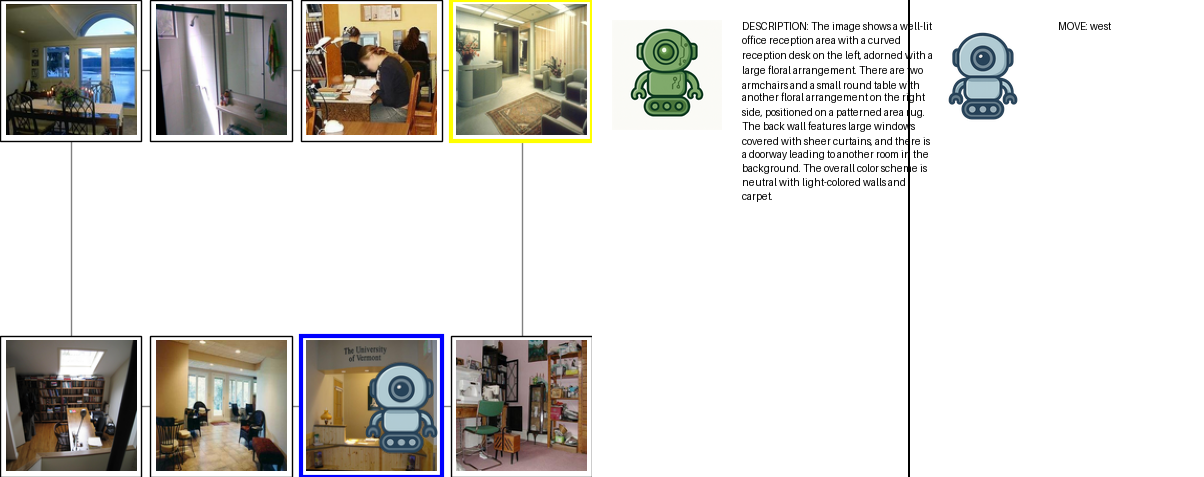 The University
of Vermont
DESCRIPTION: The image shows a well-lit
office reception area with a curved
reception desk on the left, adorned with a
large floral arrangement. There are two
armchairs and a small round table with
another floral arrangement on the right
side, positioned on a patterned area rug.
The back wall features large windows
covered with sheer curtains, and there is
a doorway leading to another room in the
background. The overall color scheme is
neutral with light-colored walls and
carpet.
MOVE: west